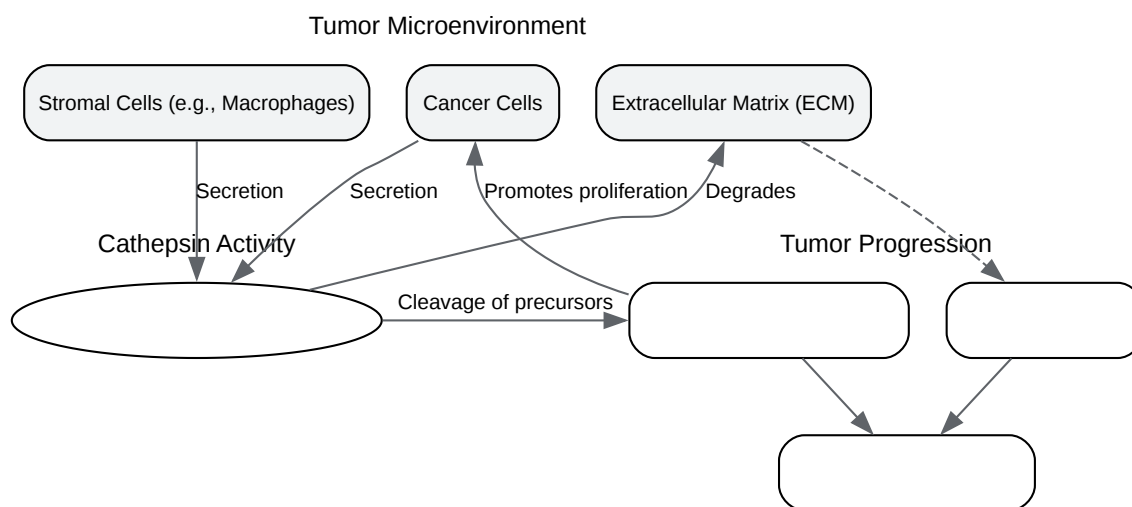 Tumor Microenvironment
Stromal Cells (e.g., Macrophages)
Cancer Cells
Extracellular Matrix (ECM)
Secretion
Secretion
Promotes proliferation
Degrades
Cathepsin Activity
Tumor Progression
Cleavage of precursors